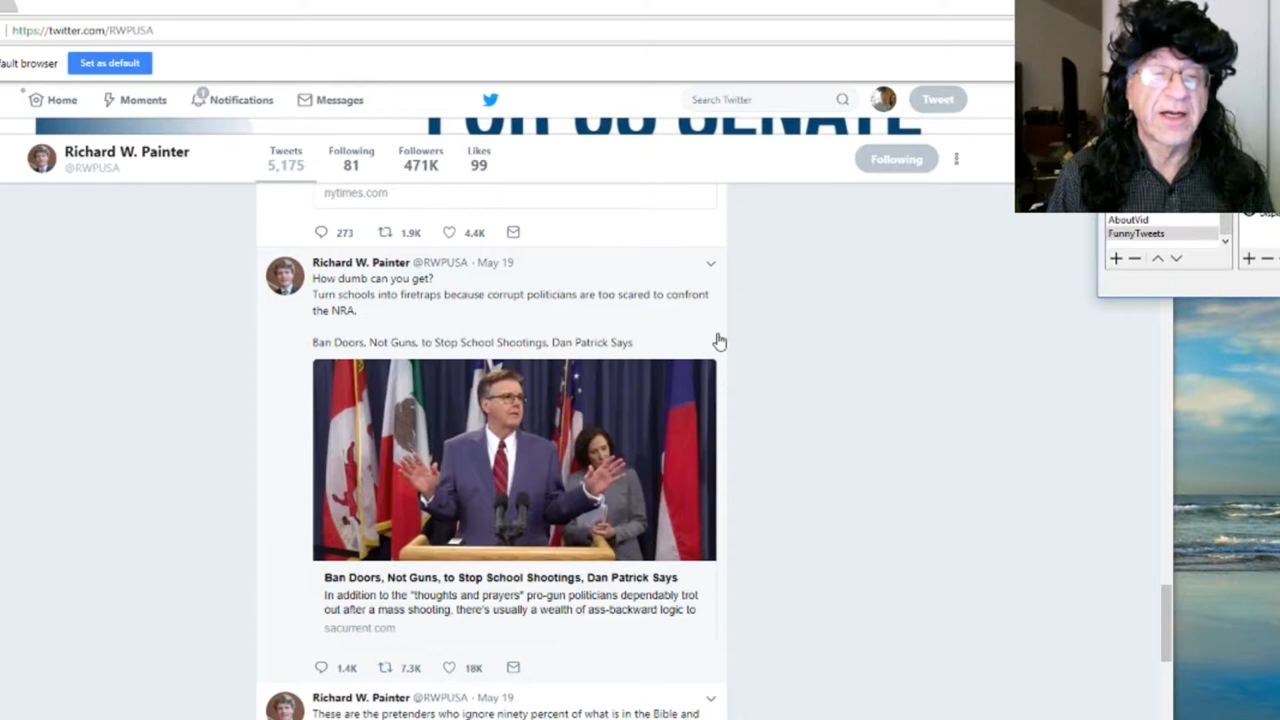 https://twitter.com/RWPUSA
fault browser
Set as default
Home
Moments
1
Notifications
Messages
Search Twitter
Tweet
FOR US SENATE
Richard W. Painter
@RWPUSA
Tweets
5,175
Following
81
Followers
471K
Likes
99
Following
AboutVid
FunnyTweets
nytimes.com
273
1.9K
4.4K
Richard W. Painter @RWPUSA · May 19
How dumb can you get?
Turn schools into firetraps because corrupt politicians are too scared to confront
the NRA.
Ban Doors, Not Guns, to Stop School Shootings, Dan Patrick Says
Ban Doors, Not Guns, to Stop School Shootings, Dan Patrick Says
In addition to the "thoughts and prayers" pro-gun politicians dependably trot
out after a mass shooting, there's usually a wealth of ass-backward logic to
sacurrent.com
1.4K
7.3K
18K
Richard W. Painter @RWPUSA · May 19
These are the pretenders who ignore ninety percent of what is in the Bible and